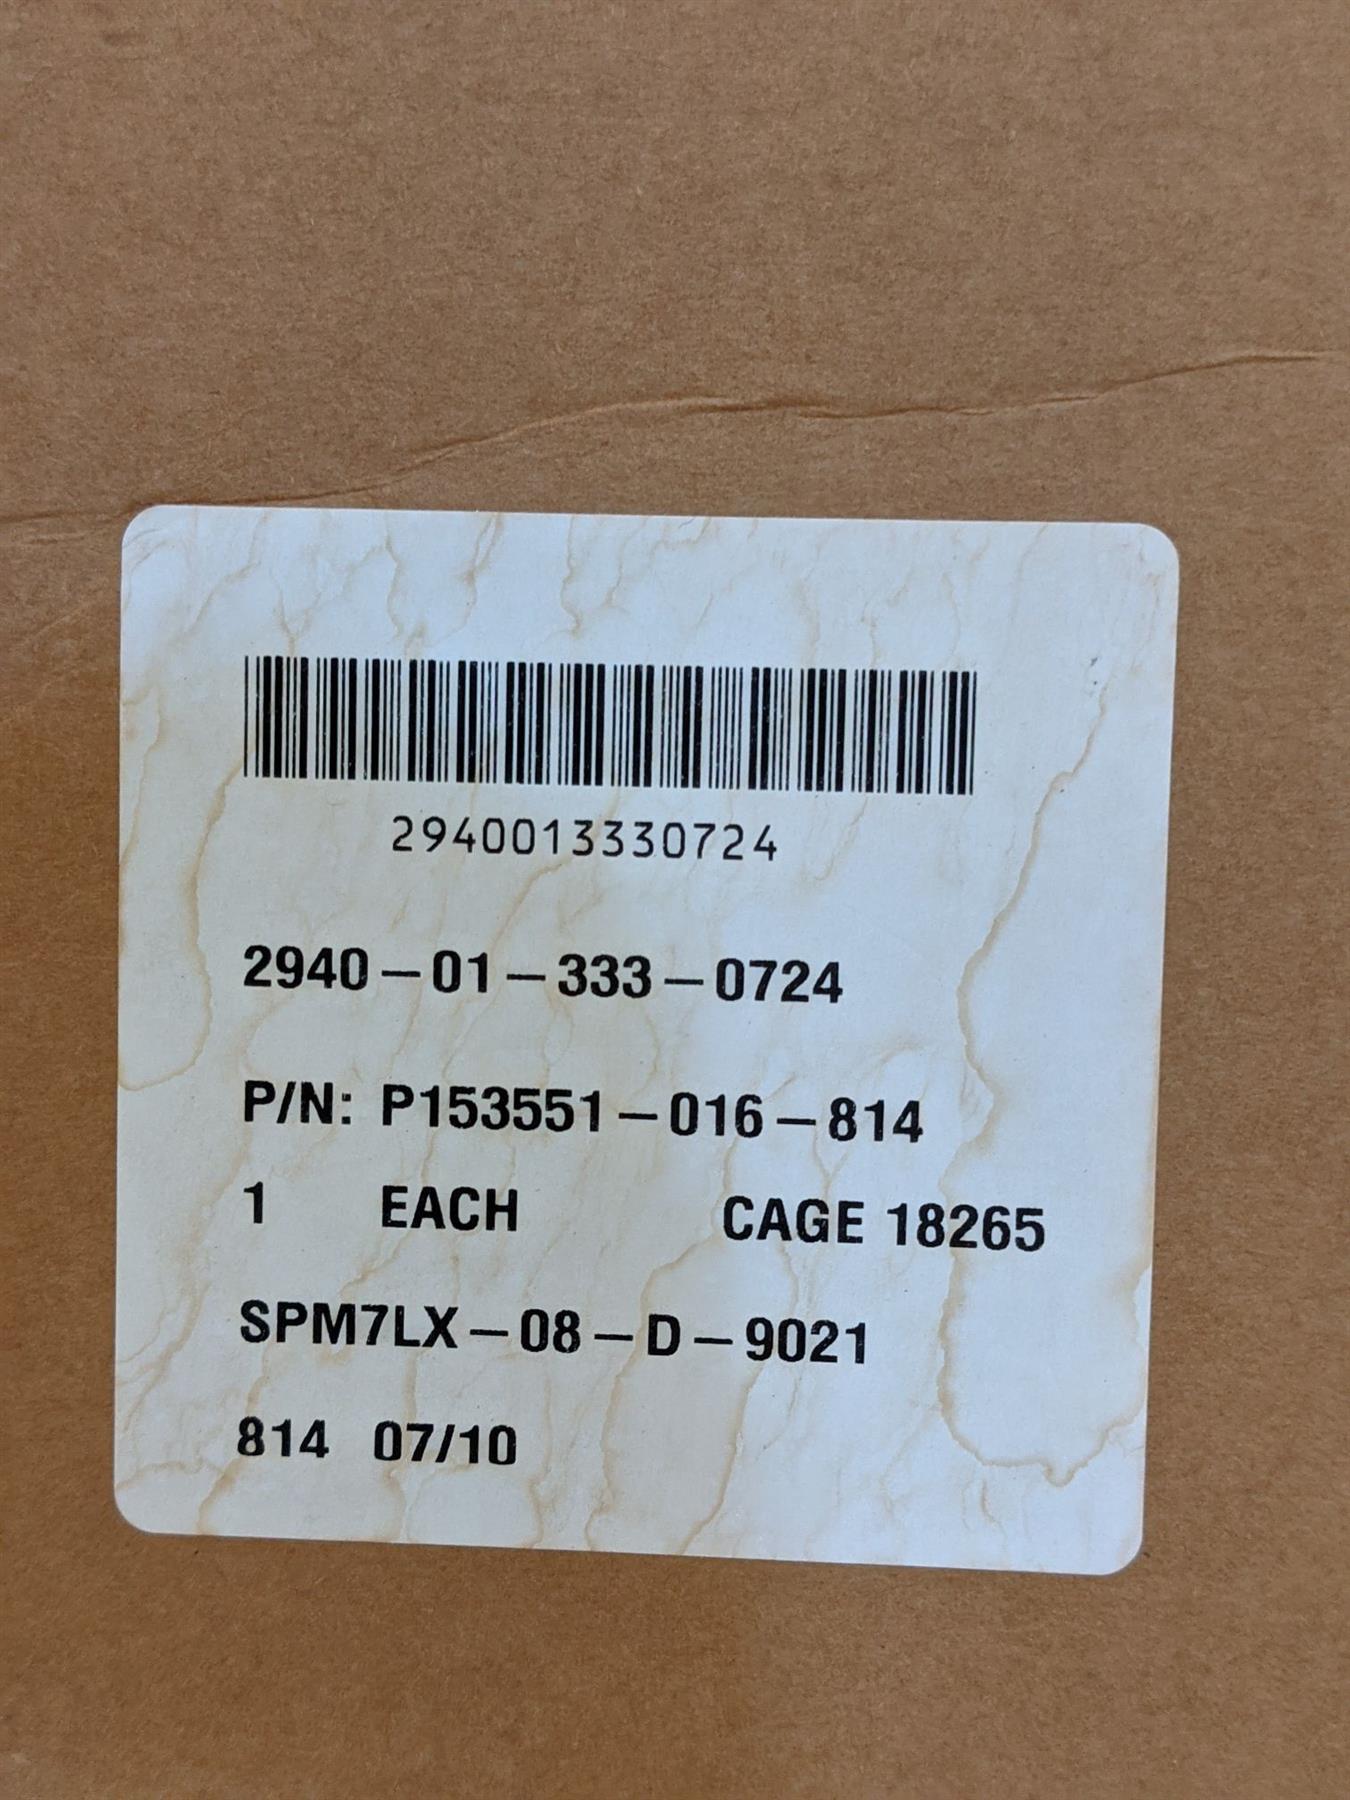 2940013330724
2940-01-333-0724
P/N: P153551-016-814
1 EACH CAGE 18265
SPM7LX-08-D-9021
814 07/10